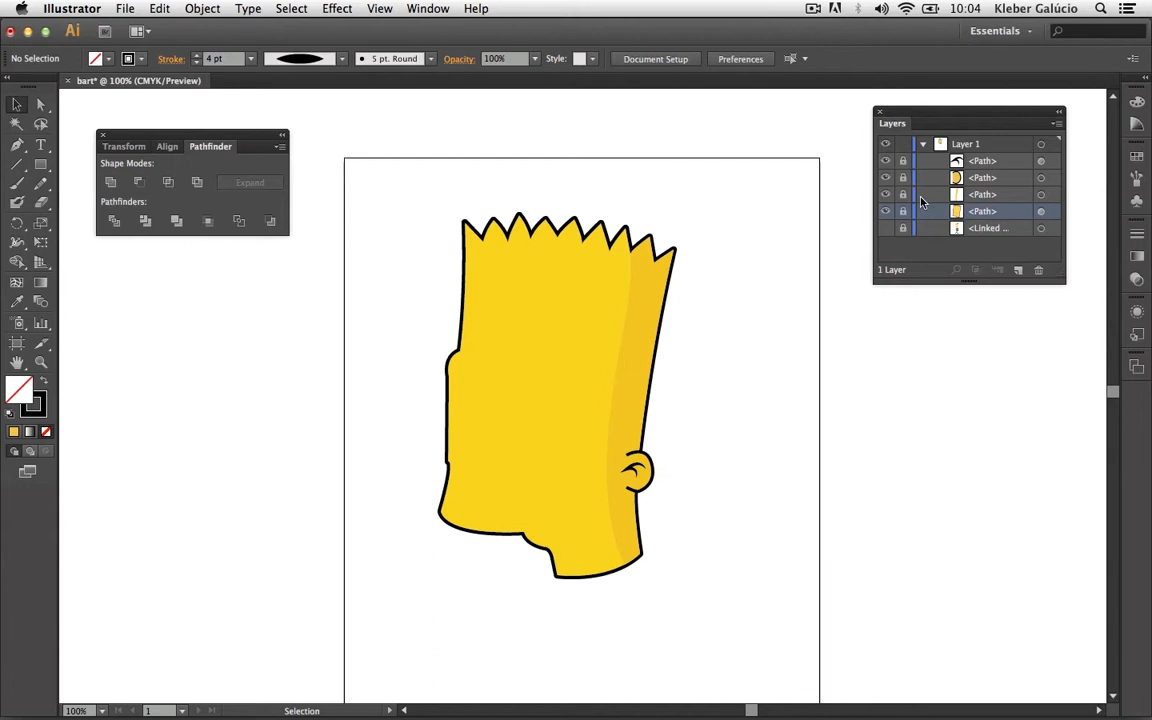 Illustrator File Edit Object Type Select Effect View Window Help 10:04 Kleber Galúcio
Ai Br Essentials
No Selection Stroke: 4 pt 5 pt. Round Opacity: 100% Style: Document Setup Preferences
× bart* @ 100% (CMYK/Preview)
Transform Align Pathfinder
Shape Modes:
Expand
Pathfinders:
Layers
Layer 1
<Path>
<Path>
<Path>
<Path>
<Linked ...
1 Layer
100% 1 Selection